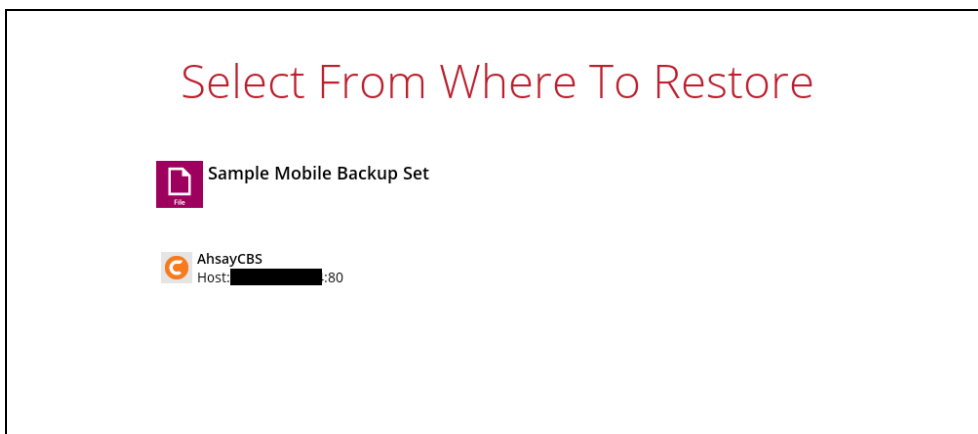 Select From Where To Restore
Sample Mobile Backup Set
File
AhsayCBS
Host: :80